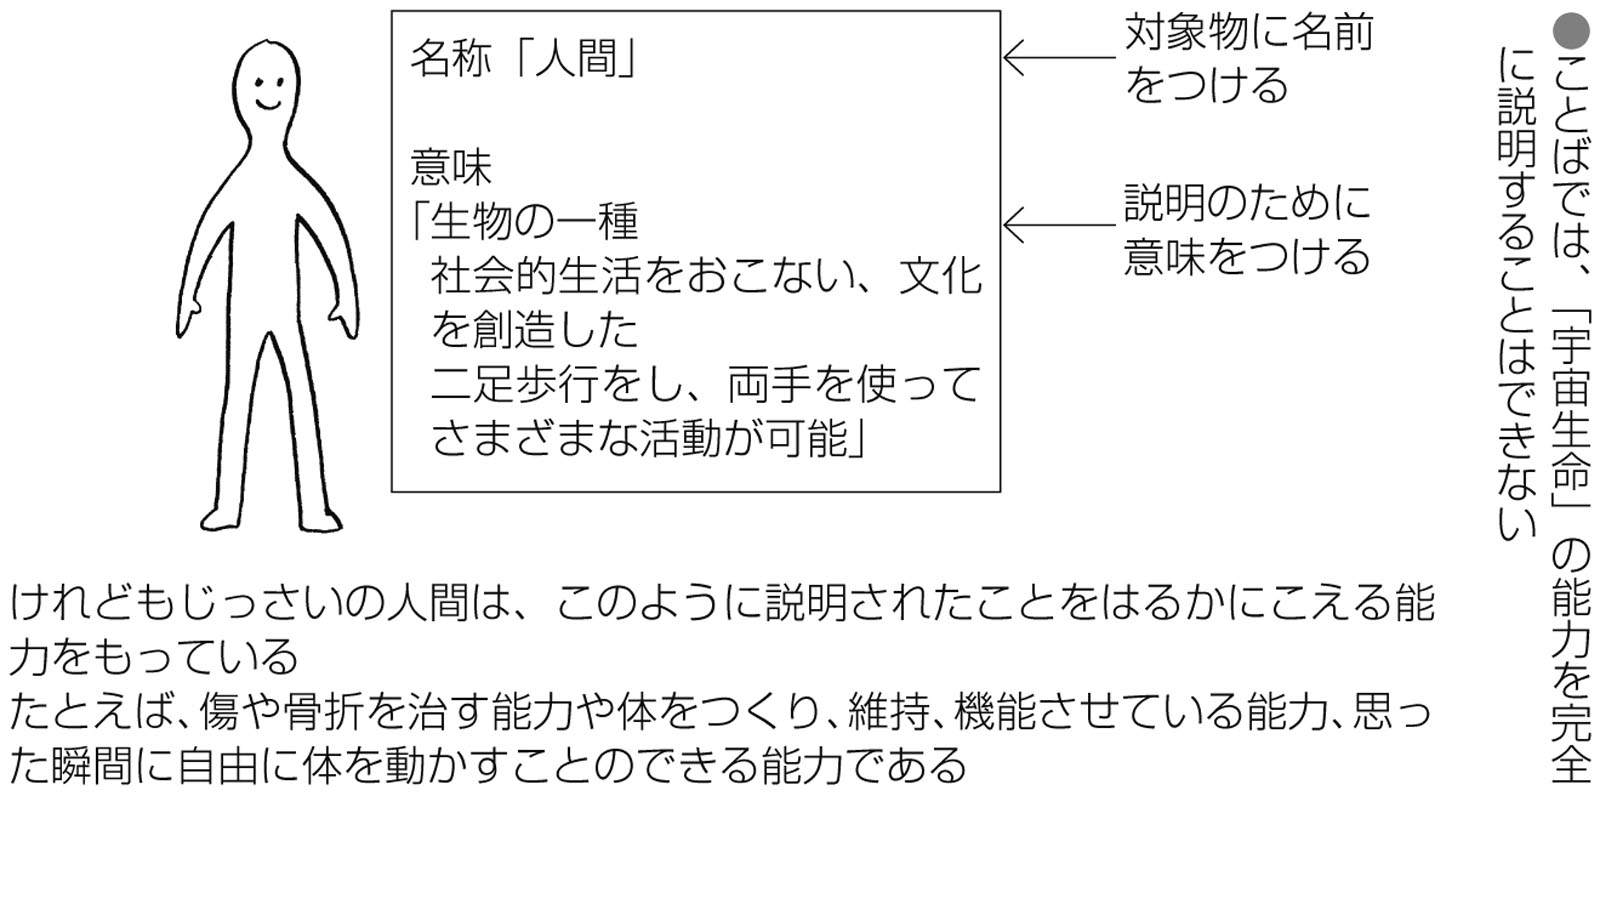 ●ことばでは、「宇宙生命」の能力を完全
に説明することはできない
名称「人間」
対象物に名前
をつける
意味
「生物の一種
社会的生活をおこない、文化
を創造した
二足歩行をし、両手を使って
さまざまな活動が可能」
説明のために
意味をつける
けれどもじっさいの人間は、このように説明されたことをはるかにこえる能
力をもっている
たとえば、傷や骨折を治す能力や体をつくり、維持、機能させている能力、思っ
た瞬間に自由に体を動かすことのできる能力である